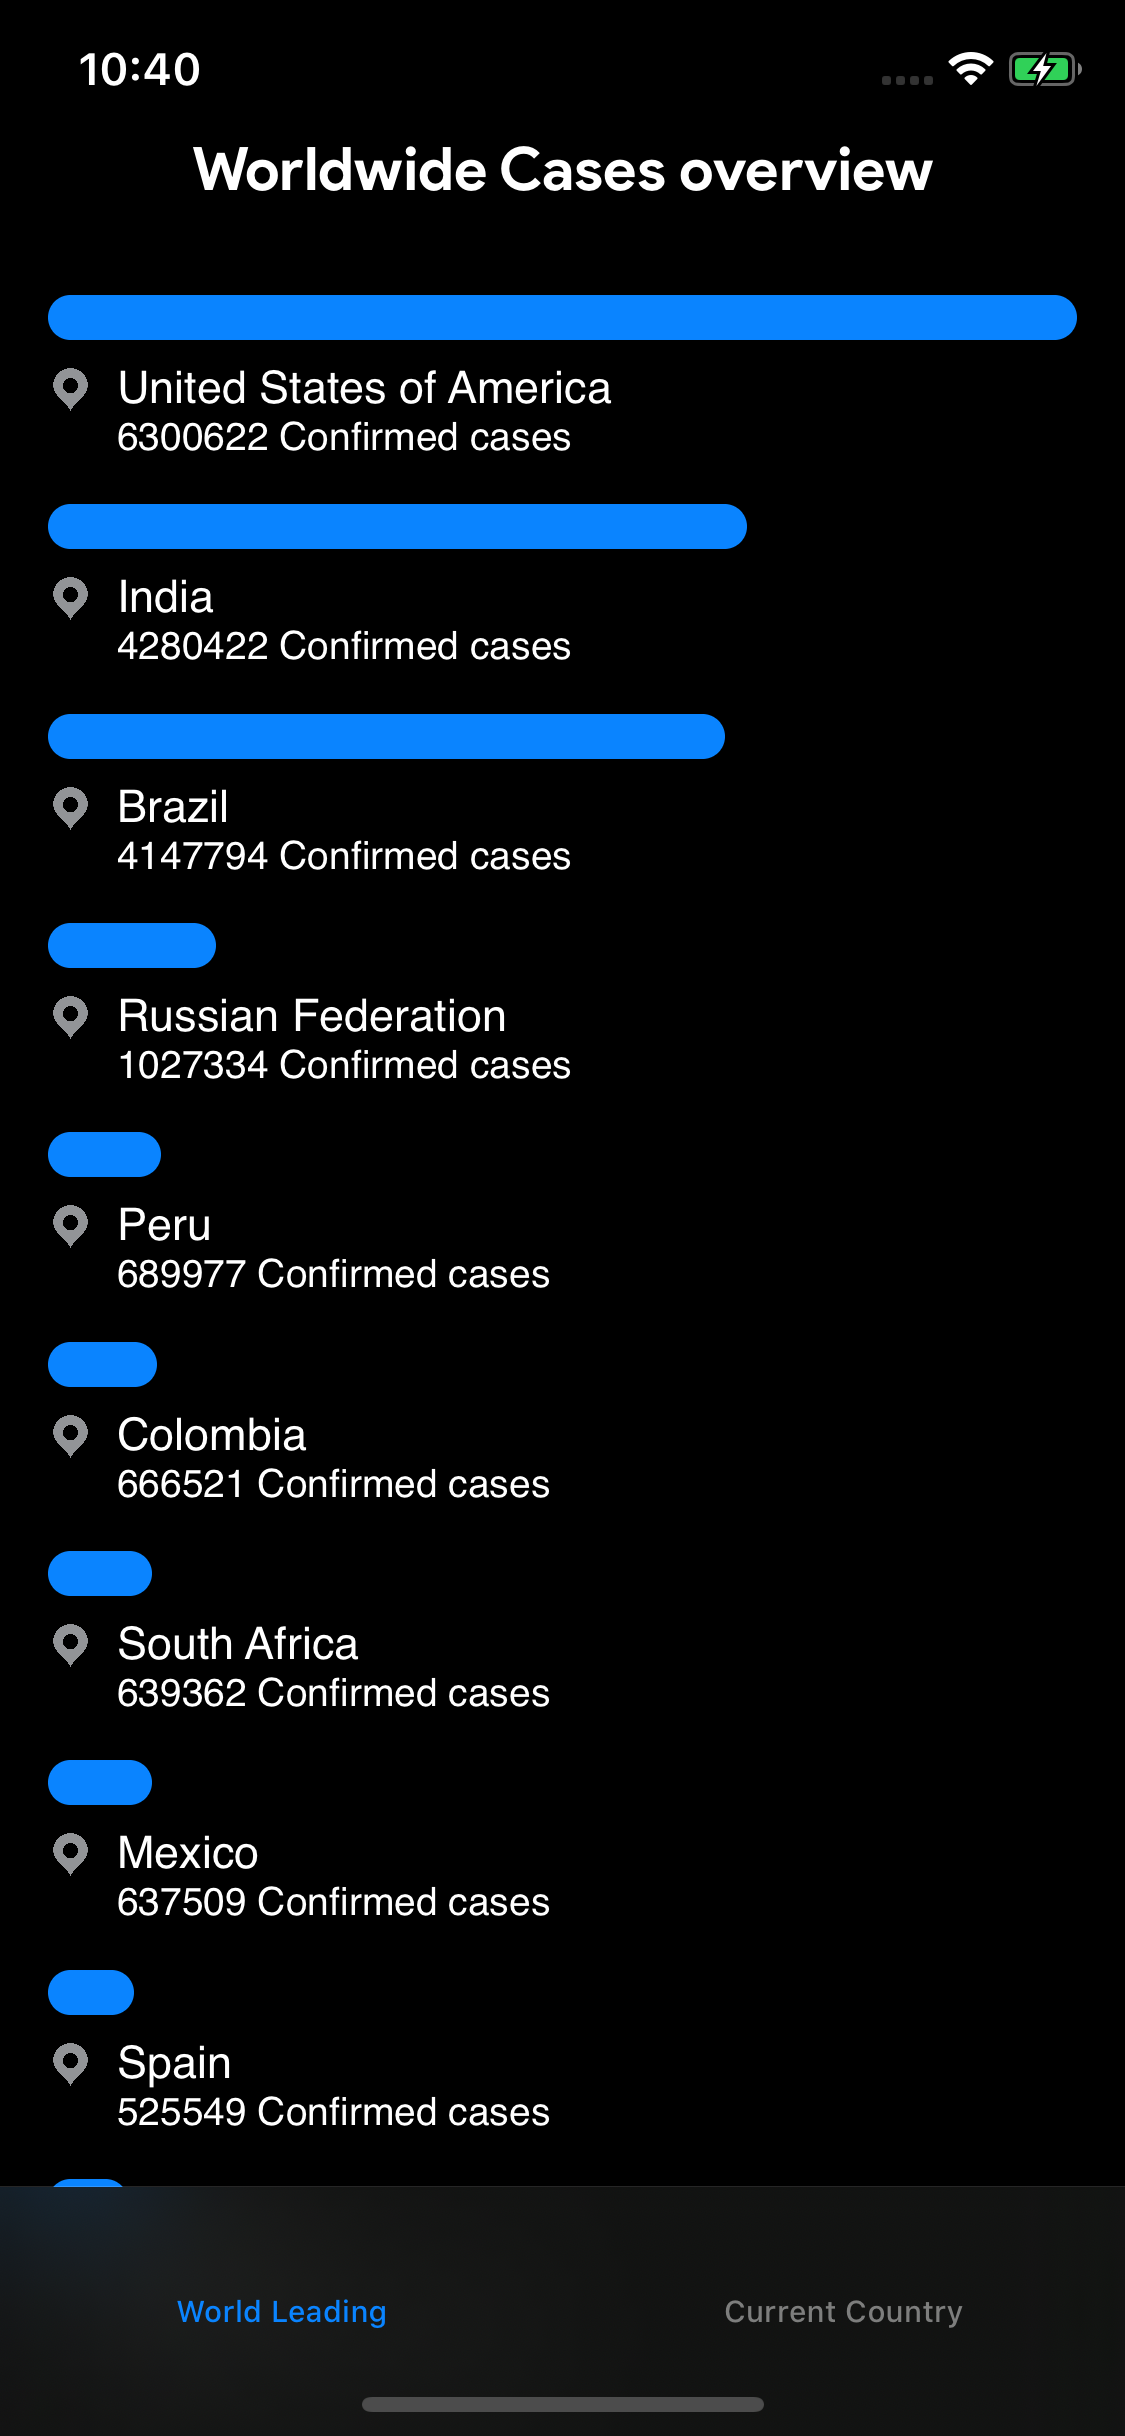 10:40
Worldwide Cases overview
United States of America
6300622 Confirmed cases
India
4280422 Confirmed cases
Brazil
4147794 Confirmed cases
Russian Federation
1027334 Confirmed cases
Peru
689977 Confirmed cases
Colombia
666521 Confirmed cases
South Africa
639362 Confirmed cases
Mexico
637509 Confirmed cases
Spain
525549 Confirmed cases
World Leading
Current Country